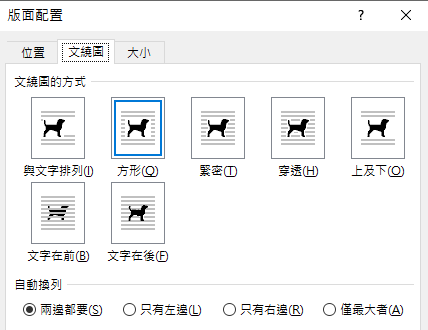 版面配置
位置 文繞圖 大小
文繞圖的方式
與文字排列(I) 方形(Q) 緊密(T) 穿透(H) 上及下(O)
文字在前(B) 文字在後(F)
自動換列
兩邊都要(S) 只有左邊(L) 只有右邊(R) 僅最大者(A)